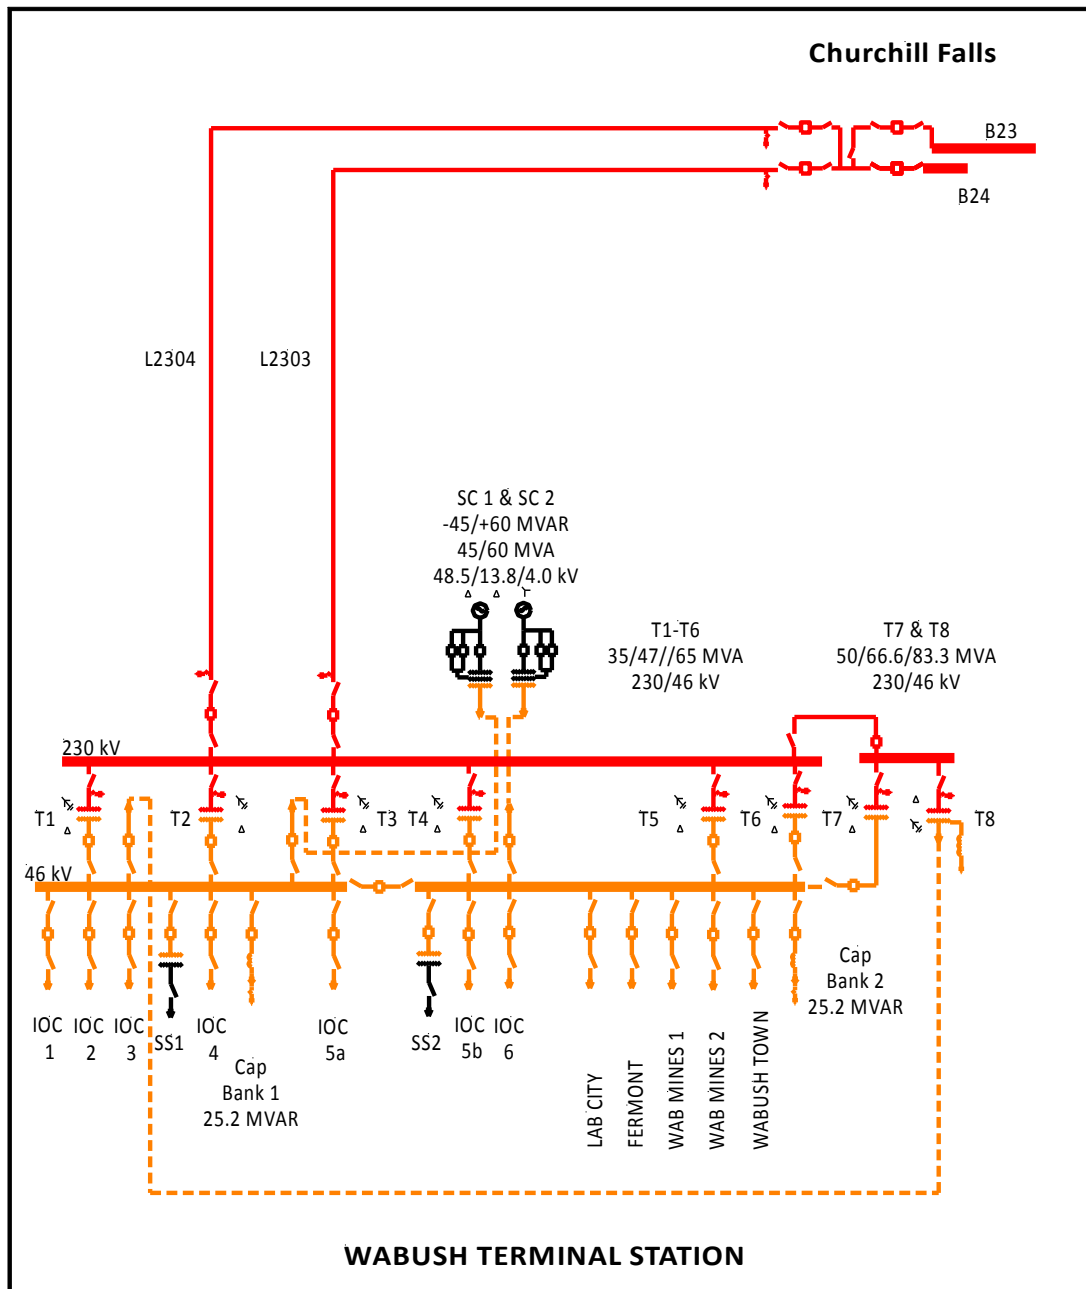 Churchill Falls
B23
B24
L2304
L2303
SC 1 & SC 2
-45/+60 MVAR
45/60 MVA
48.5/13.8/4.0 kV
T1-T6
35/47//65 MVA
230/46 kV
T7 & T8
50/66.6/83.3 MVA
230/46 kV
230 kV
T1
T2
T3
T4
T5
T6
T7
T8
46 kV
IOC
1
IOC
2
IOC
3
SS1
IOC
4
Cap
Bank 1
25.2 MVAR
IOC
5a
SS2
IOC
5b
IOC
6
LAB CITY
FERMONT
WAB MINES 1
WAB MINES 2
WABUSH TOWN
Cap
Bank 2
25.2 MVAR
WABUSH TERMINAL STATION